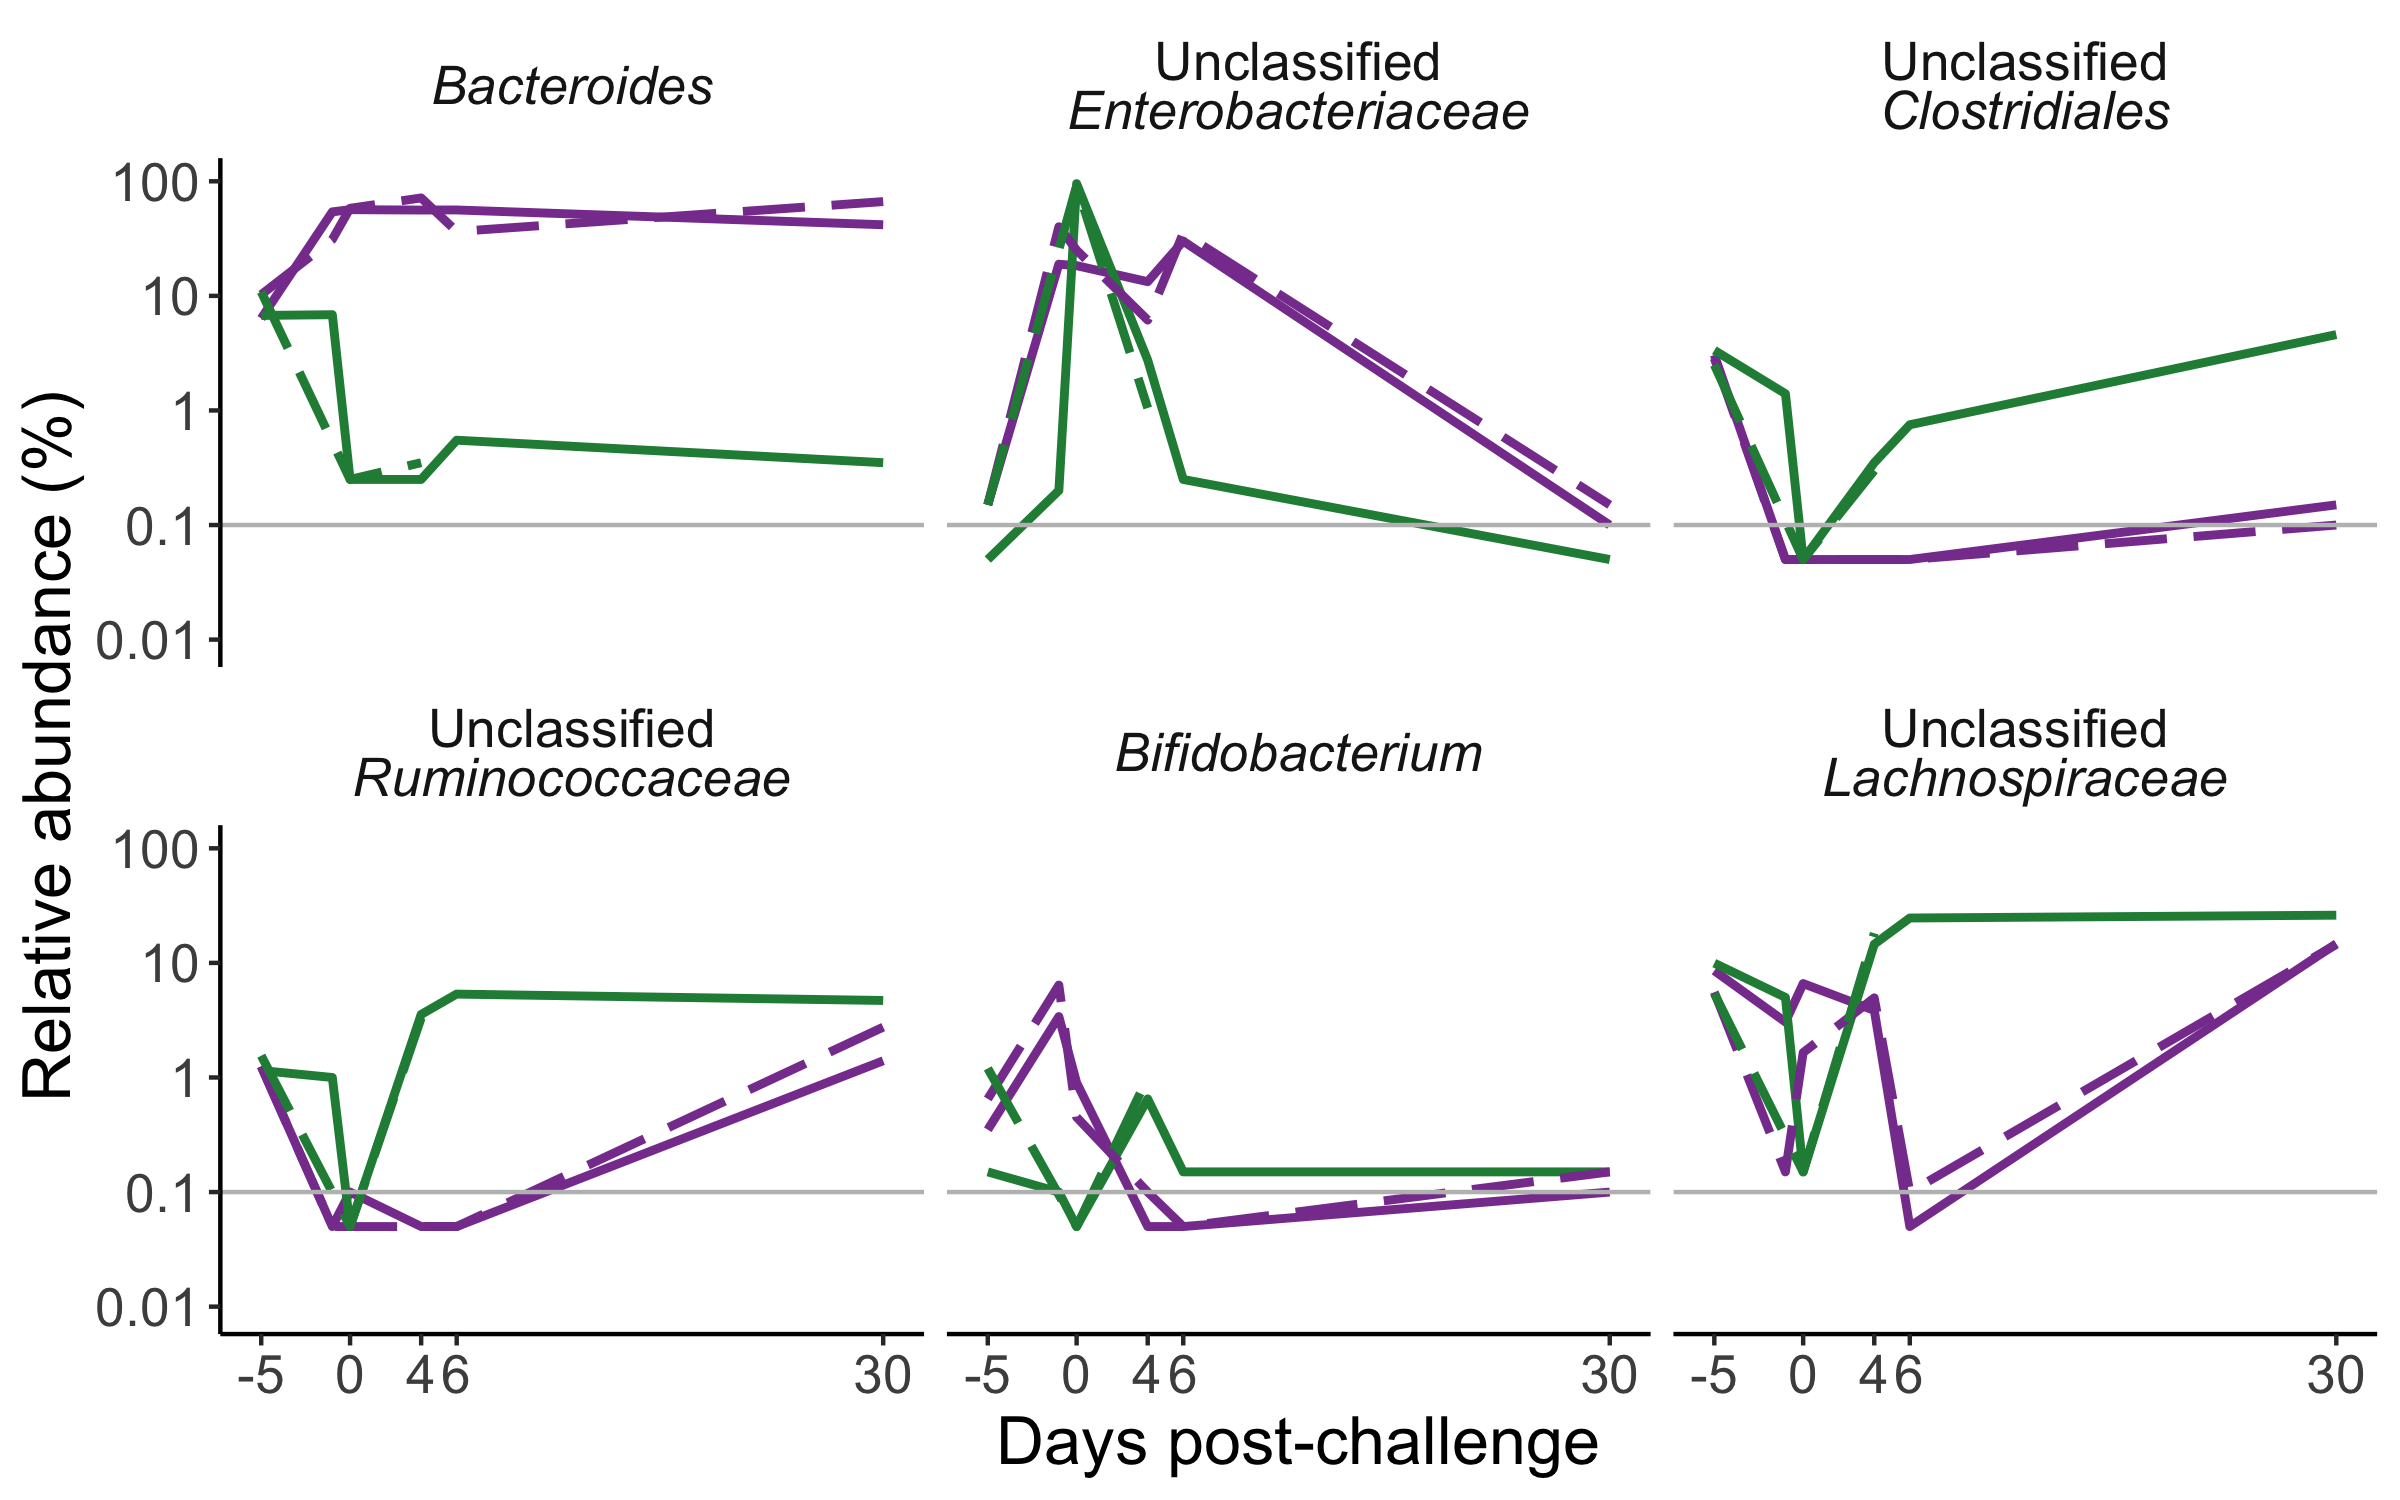 Bacteroides
Unclassified
Enterobacteriaceae
Unclassified
Clostridiales
Relative abundance (%)
100
10
1
0.1
0.01
Unclassified
Ruminococcaceae
Bifidobacterium
Unclassified
Lachnospiraceae
100
10
1
0.1
0.01
-5 0 4 6 30
-5 0 4 6 30
-5 0 4 6 30
Days post-challenge